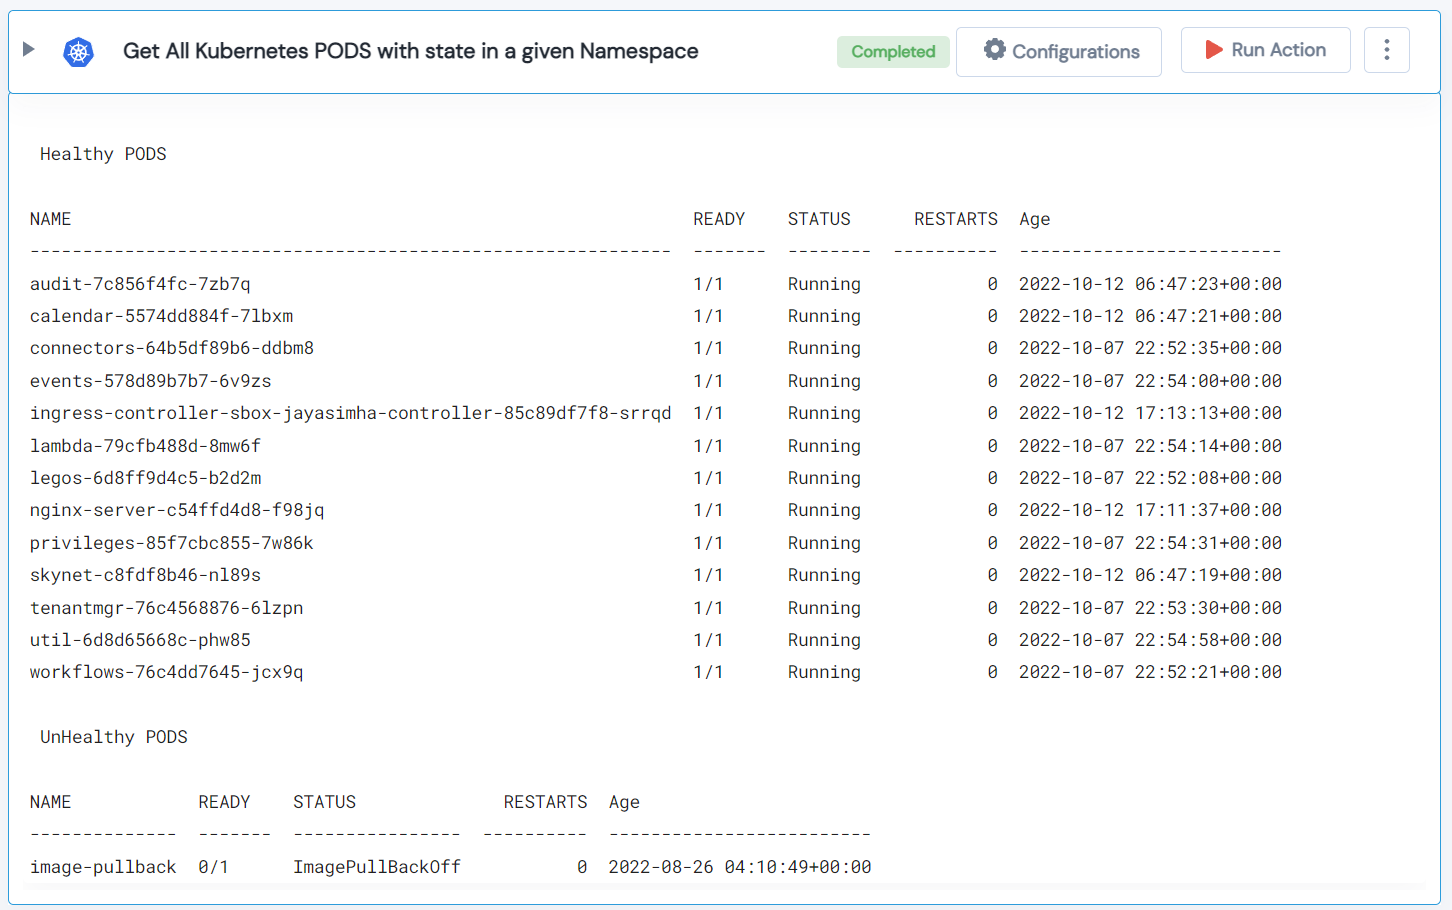 Get All Kubernetes PODS with state in a given Namespace Completed Configurations Run Action
Healthy PODS
NAME READY STATUS RESTARTS Age
------------------------------------------------------------- ------- -------- ---------- -------------------------
audit-7c856f4fc-7zb7q 1/1 Running 0 2022-10-12 06:47:23+00:00
calendar-5574dd884f-7lbxm 1/1 Running 0 2022-10-12 06:47:21+00:00
connectors-64b5df89b6-ddbm8 1/1 Running 0 2022-10-07 22:52:35+00:00
events-578d89b7b7-6v9zs 1/1 Running 0 2022-10-07 22:54:00+00:00
ingress-controller-sbox-jayasimha-controller-85c89df7f8-srrqd 1/1 Running 0 2022-10-12 17:13:13+00:00
lambda-79cfb488d-8mw6f 1/1 Running 0 2022-10-07 22:54:14+00:00
legos-6d8ff9d4c5-b2d2m 1/1 Running 0 2022-10-07 22:52:08+00:00
nginx-server-c54ffd4d8-f98jq 1/1 Running 0 2022-10-12 17:11:37+00:00
privileges-85f7cbc855-7w86k 1/1 Running 0 2022-10-07 22:54:31+00:00
skynet-c8fdf8b46-nl89s 1/1 Running 0 2022-10-12 06:47:19+00:00
tenantmgr-76c4568876-6lzpn 1/1 Running 0 2022-10-07 22:53:30+00:00
util-6d8d65668c-phw85 1/1 Running 0 2022-10-07 22:54:58+00:00
workflows-76c4dd7645-jcx9q 1/1 Running 0 2022-10-07 22:52:21+00:00
UnHealthy PODS
NAME READY STATUS RESTARTS Age
-------------- ------- ---------------- ---------- -------------------------
image-pullback 0/1 ImagePullBackOff 0 2022-08-26 04:10:49+00:00